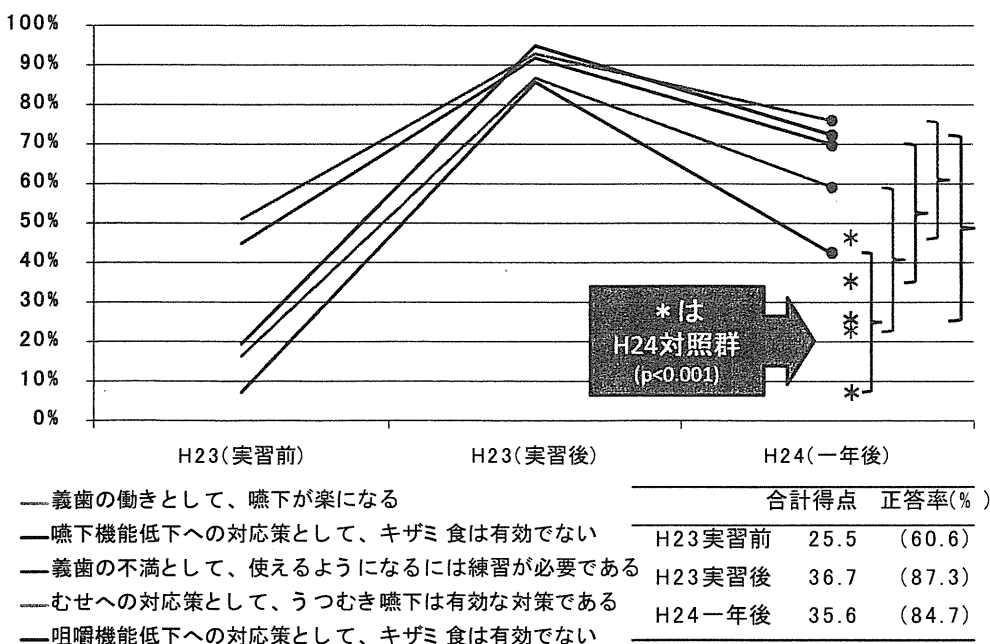 100%
90%
80%
70%
60%
50%
40%
30%
20%
10%
0%
*
*
*
*
*
*は
H24対照群
(p<0.001)
H23(実習前)
H23(実習後)
H24(一年後)
義歯の働きとして、嚥下が楽になる
嚥下機能低下への対応策として、キザミ食は有効でない
義歯の不満として、使えるようになるには練習が必要である
むせへの対応策として、うつむき嚥下は有効な対策である
咀嚼機能低下への対応策として、キザミ食は有効でない
合計得点 正答率(%)
H23実習前 25.5 (60.6)
H23実習後 36.7 (87.3)
H24一年後 35.6 (84.7)